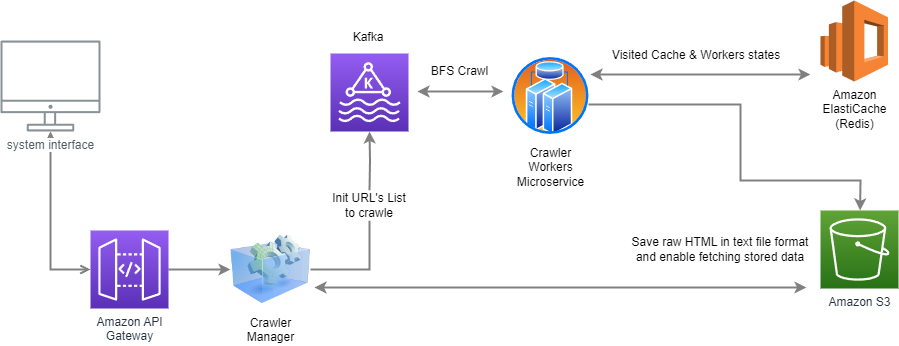 Kafka
BFS Crawl
Visited Cache & Workers states
Amazon
ElastiCache
(Redis)
system interface
K
Crawler
Workers
Microservice
Init URL's List
to crawle
</>
Save raw HTML in text file format
and enable fetching stored data
Amazon API
Gateway
Crawler
Manager
Amazon S3